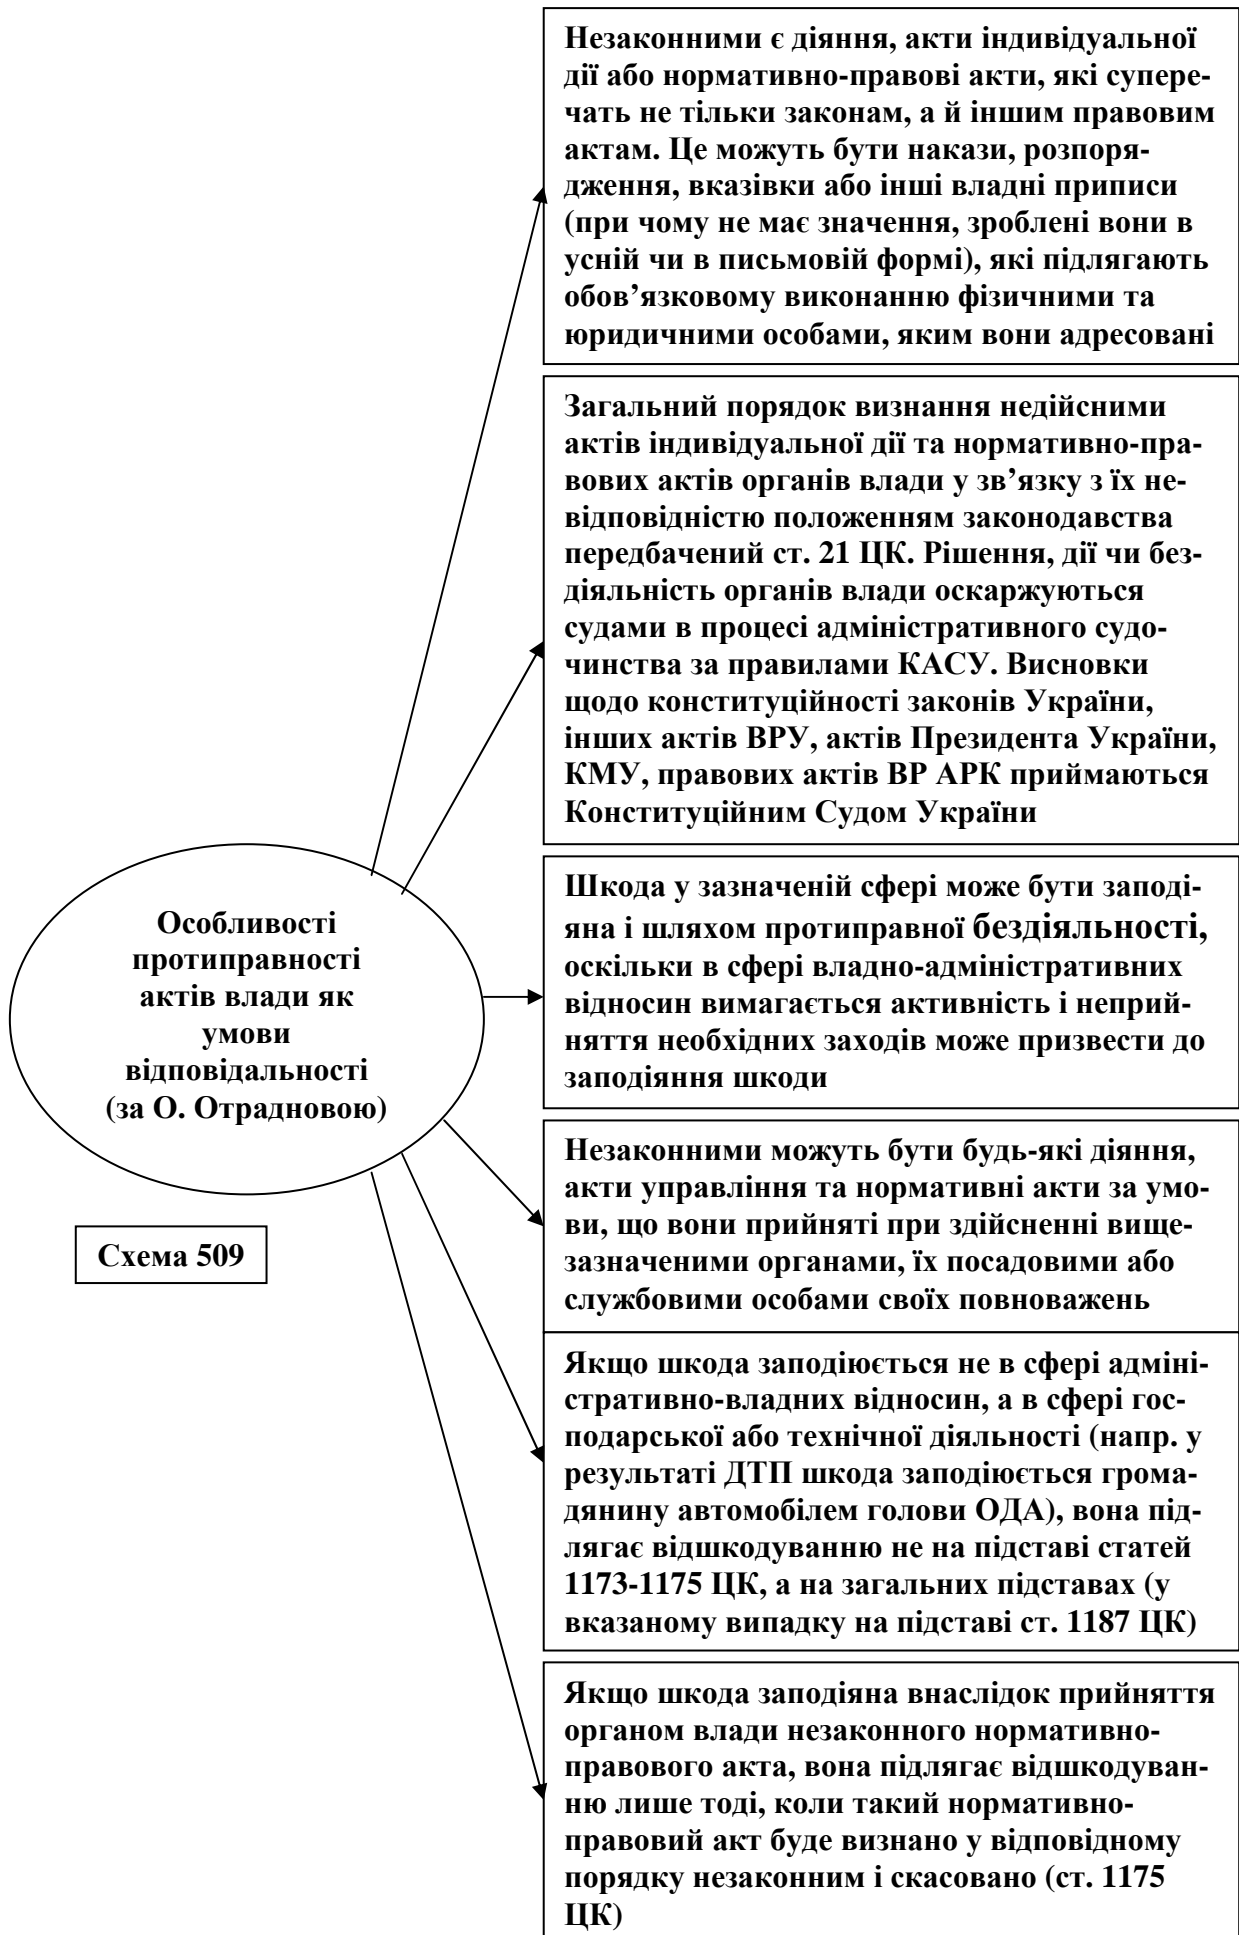 Незаконними є діяння, акти індивідуальної
дії або нормативно-правові акти, які супере-
чать не тільки законам, а й іншим правовим
актам. Це можуть бути накази, розпоря-
дження, вказівки або інші владні приписи
(при чому не має значення, зроблені вони в
усній чи в письмовій формі), які підлягають
обов’язковому виконанню фізичними та
юридичними особами, яким вони адресовані
Загальний порядок визнання недійсними
актів індивідуальної дії та нормативно-пра-
вових актів органів влади у зв’язку з їх не-
відповідністю положенням законодавства
передбачений ст. 21 ЦК. Рішення, дії чи без-
діяльність органів влади оскаржуються
судами в процесі адміністративного судо-
чинства за правилами КАСУ. Висновки
щодо конституційності законів України,
інших актів ВРУ, актів Президента України,
КМУ, правових актів ВР АРК приймаються
Конституційним Судом України
Особливості
протиправності
актів влади як
умови
відповідальності
(за О. Отрадновою)
Схема 509
Шкода у зазначеній сфері може бути заподі-
яна і шляхом протиправної бездіяльності,
оскільки в сфері владно-адміністративних
відносин вимагається активність і неприй-
няття необхідних заходів може призвести до
заподіяння шкоди
Незаконними можуть бути будь-які діяння,
акти управління та нормативні акти за умо-
ви, що вони прийняті при здійсненні вище-
зазначеними органами, їх посадовими або
службовими особами своїх повноважень
Якщо шкода заподіюється не в сфері адміні-
стративно-владних відносин, а в сфері гос-
подарської або технічної діяльності (напр. у
результаті ДТП шкода заподіюється грома-
дянину автомобілем голови ОДА), вона під-
лягає відшкодуванню не на підставі статей
1173-1175 ЦК, а на загальних підставах (у
вказаному випадку на підставі ст. 1187 ЦК)
Якщо шкода заподіяна внаслідок прийняття
органом влади незаконного нормативно-
правового акта, вона підлягає відшкодуван-
ню лише тоді, коли такий нормативно-
правовий акт буде визнано у відповідному
порядку незаконним і скасовано (ст. 1175
ЦК)